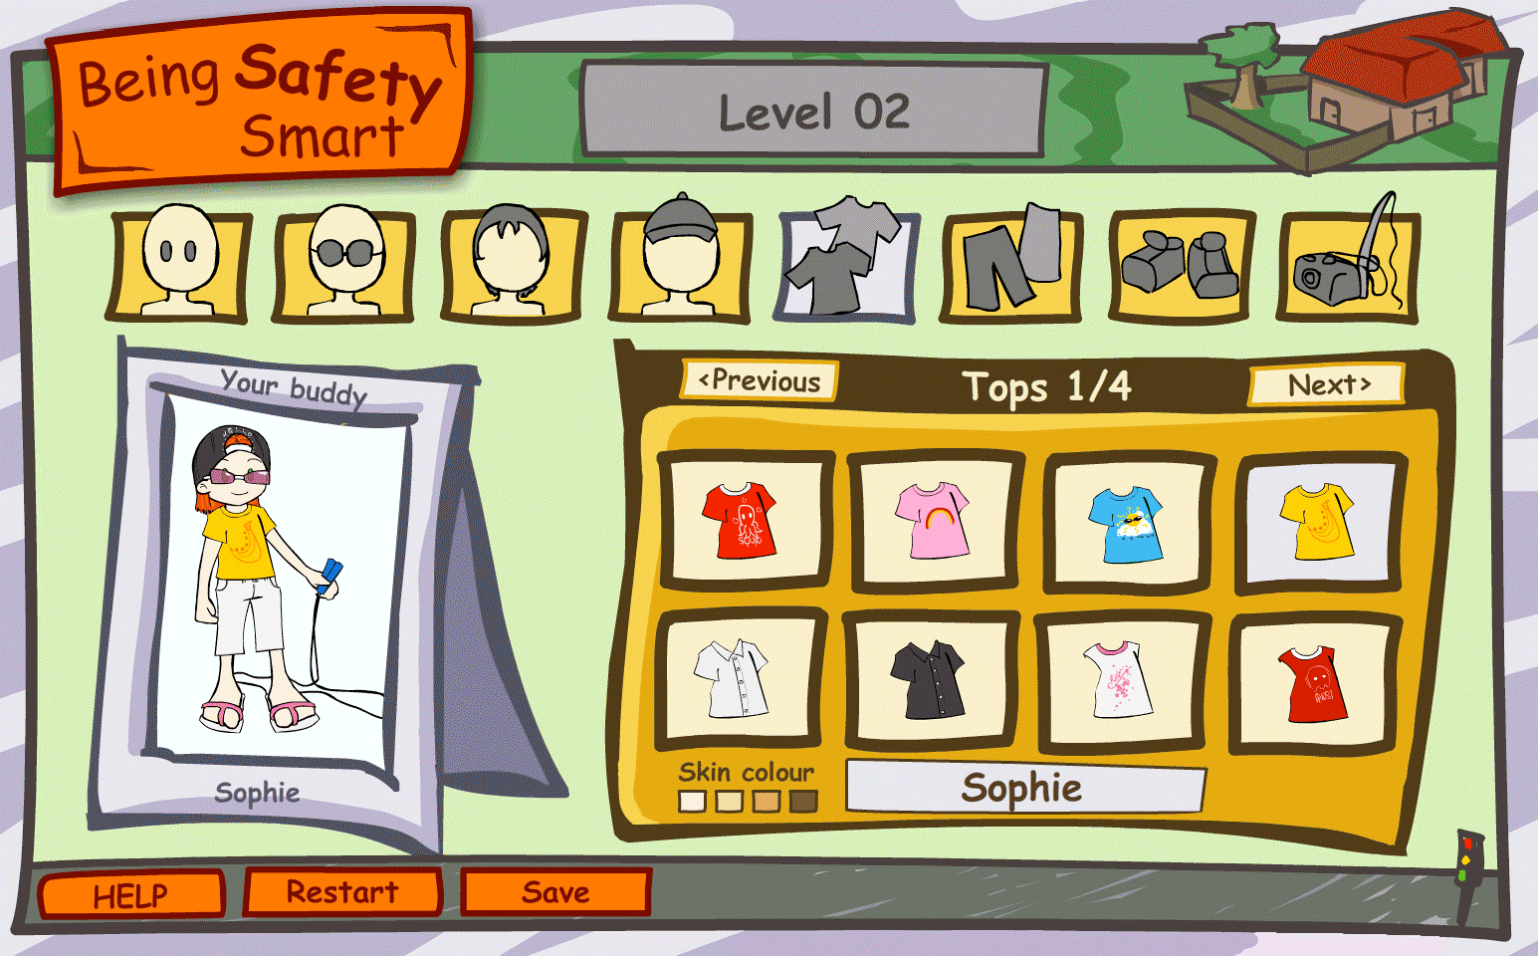 Being Safety
Smart
Level 02
Your buddy
Sophie
<Previous
Tops 1/4
Next>
SQUID
Skin colour
Sophie
HELP
Restart
Save